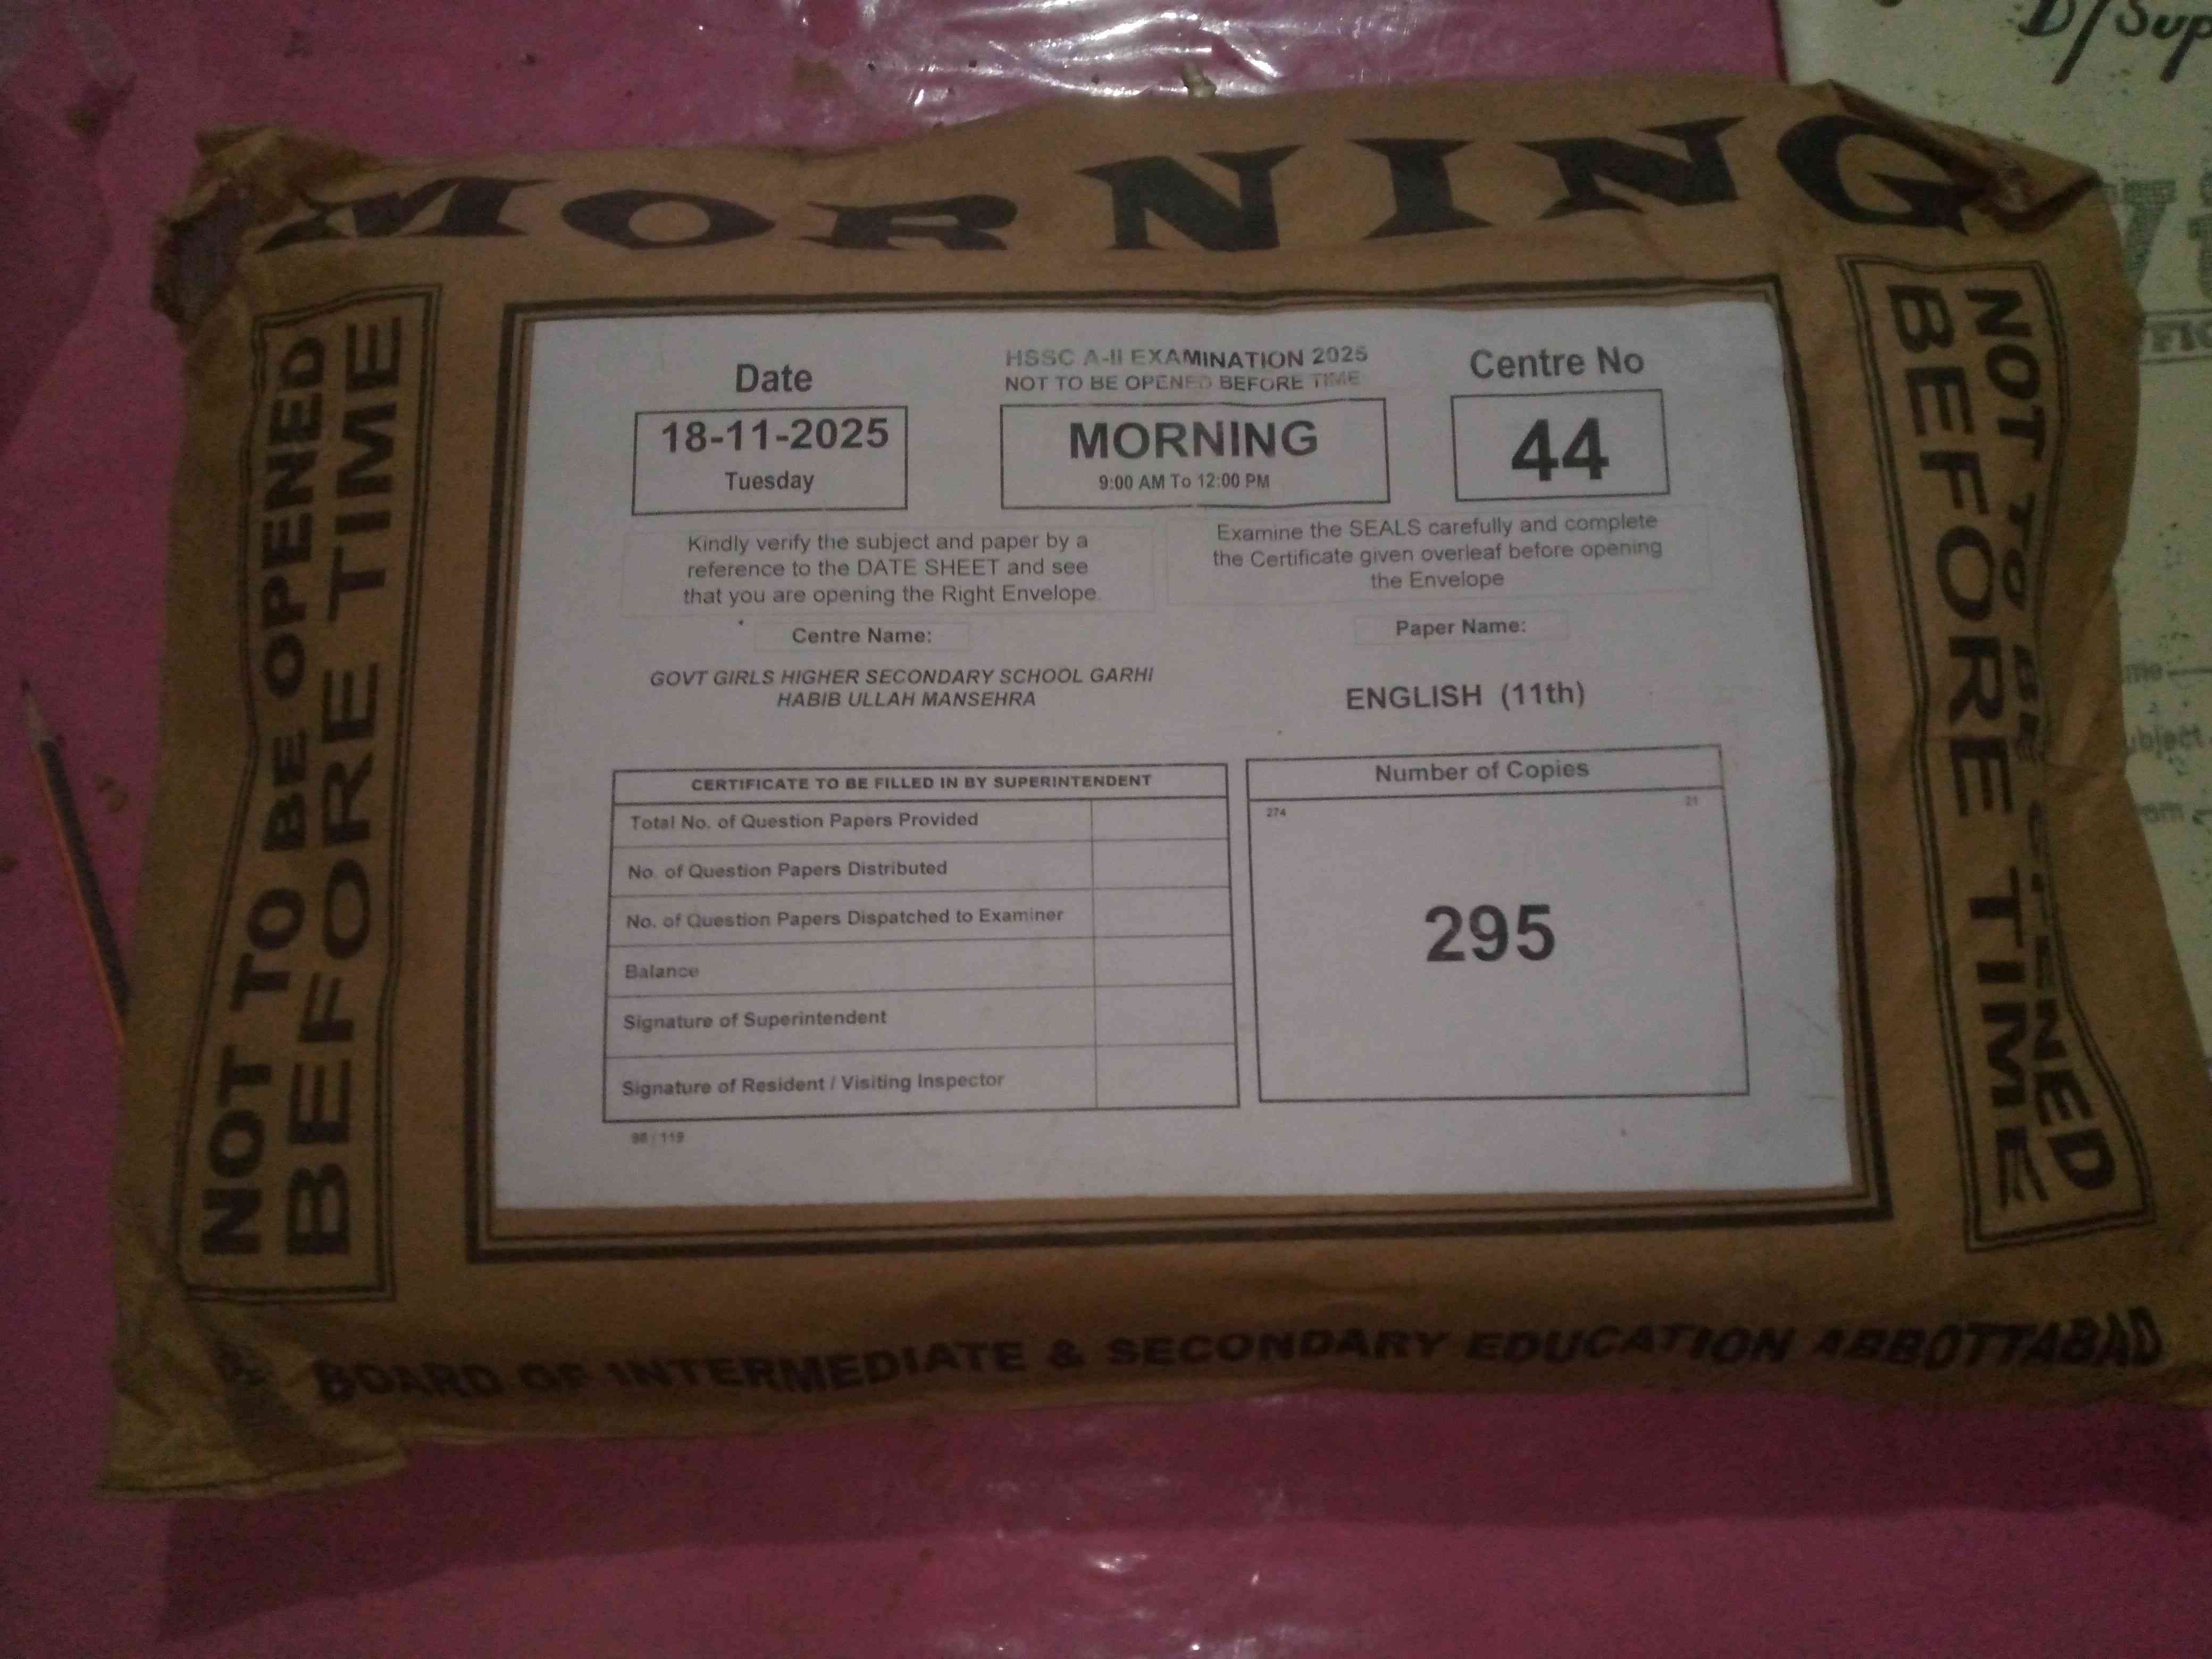 D/Sup
MORNING
NOT TO BE OPENED
BEFORE TIME
NOT TO BE OPENED
BEFORE TIME
Date
18-11-2025
Tuesday
HSSC A-II EXAMINATION 2025
NOT TO BE OPENED BEFORE TIME
MORNING
9:00 AM To 12:00 PM
Centre No
44
Kindly verify the subject and paper by a
reference to the DATE SHEET and see
that you are opening the Right Envelope.
Examine the SEALS carefully and complete
the Certificate given overleaf before opening
the Envelope
Centre Name:
GOVT GIRLS HIGHER SECONDARY SCHOOL GARHI
HABIB ULLAH MANSEHRA
Paper Name:
ENGLISH (11th)
CERTIFICATE TO BE FILLED IN BY SUPERINTENDENT
Total No. of Question Papers Provided
No. of Question Papers Distributed
No. of Question Papers Dispatched to Examiner
Balance
Signature of Superintendent
Signature of Resident / Visiting Inspector
Number of Copies
274
21
295
98 / 119
BOARD OF INTERMEDIATE & SECONDARY EDUCATION ABBOTTABAD